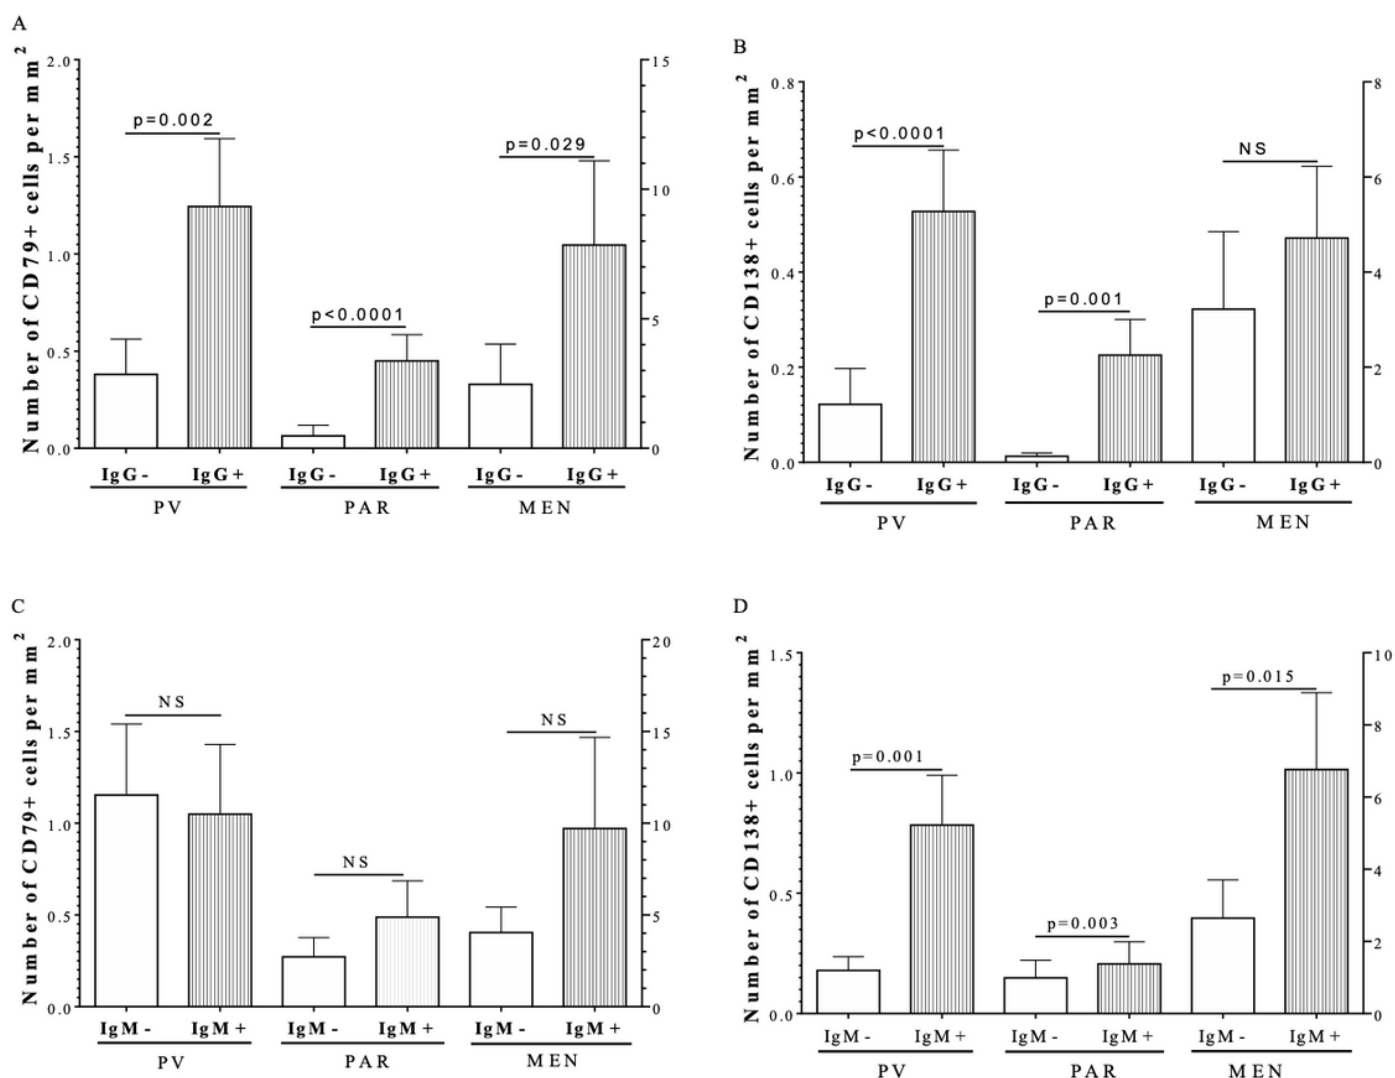 A
Number of CD79+ cells per mm²
2.0
1.5
1.0
0.5
0.0
15
10
5
0
p=0.002
p<0.0001
p=0.029
IgG- IgG+ IgG- IgG+ IgG- IgG+
PV PAR MEN
B
Number of CD138+ cells per mm²
0.8
0.6
0.4
0.2
0.0
8
6
4
2
0
p<0.0001
p=0.001
NS
IgG- IgG+ IgG- IgG+ IgG- IgG+
PV PAR MEN
C
Number of CD79+ cells per mm²
2.0
1.5
1.0
0.5
0.0
20
15
10
5
0
NS
NS
NS
IgM- IgM+ IgM- IgM+ IgM- IgM+
PV PAR MEN
D
Number of CD138+ cells per mm²
1.5
1.0
0.5
0.0
10
8
6
4
2
0
p=0.001
p=0.003
p=0.015
IgM- IgM+ IgM- IgM+ IgM- IgM+
PV PAR MEN